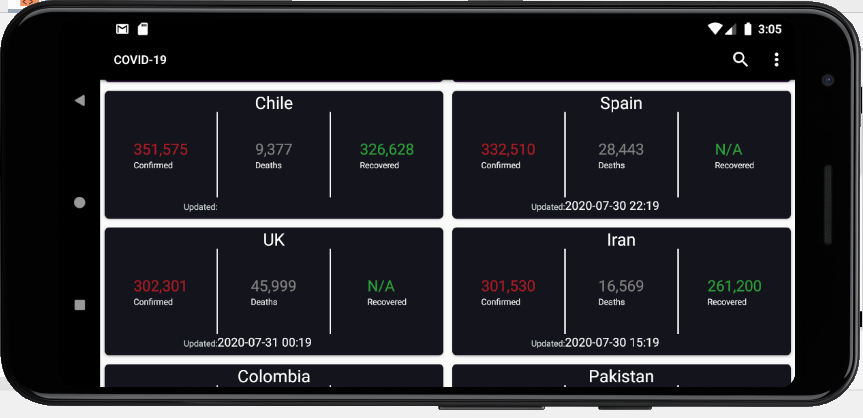 3:05
COVID-19
Chile
351,575 9,377 326,628
Confirmed Deaths Recovered
Updated:
Spain
332,510 28,443 N/A
Confirmed Deaths Recovered
Updated:2020-07-30 22:19
UK
302,301 45,999 N/A
Confirmed Deaths Recovered
Updated:2020-07-31 00:19
Iran
301,530 16,569 261,200
Confirmed Deaths Recovered
Updated:2020-07-30 15:19
Colombia
Pakistan